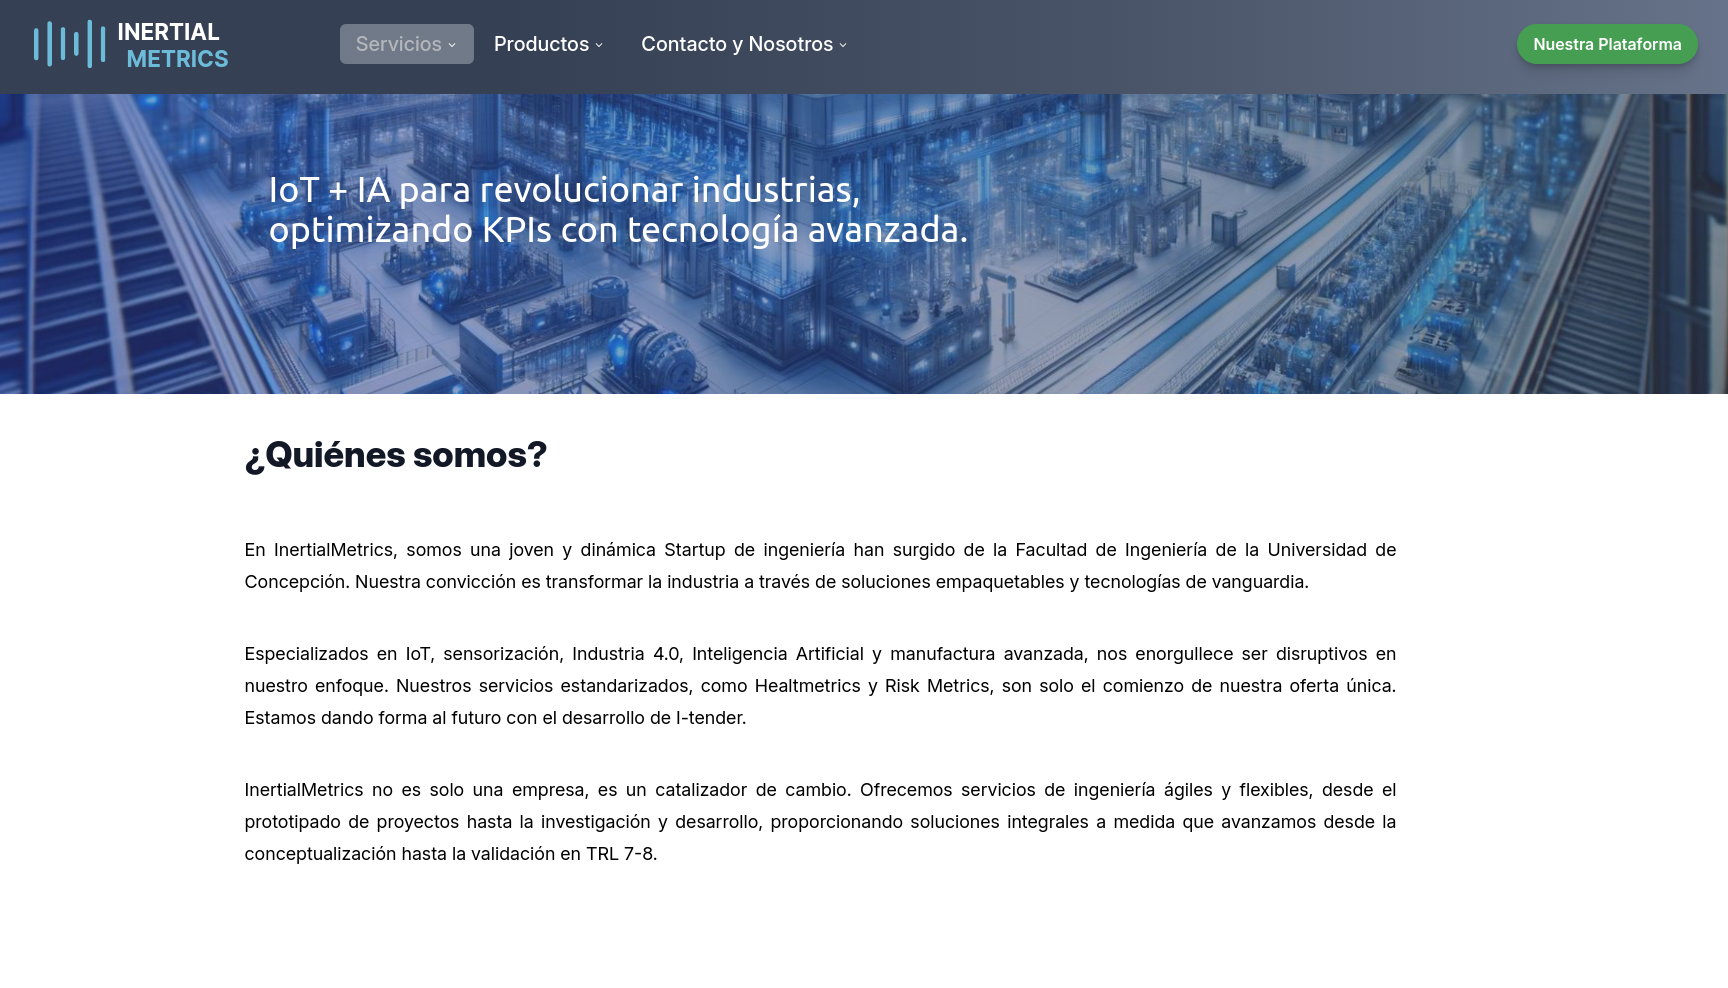 INERTIAL
METRICS
Servicios
Productos
Contacto y Nosotros
Nuestra Plataforma
IoT + IA para revolucionar industrias,
optimizando KPIs con tecnología avanzada.
¿Quiénes somos?
En InertialMetrics, somos una joven y dinámica Startup de ingeniería han surgido de la Facultad de Ingeniería de la Universidad de
Concepción. Nuestra convicción es transformar la industria a través de soluciones empaquetables y tecnologías de vanguardia.
Especializados en IoT, sensorización, Industria 4.0, Inteligencia Artificial y manufactura avanzada, nos enorgullece ser disruptivos en
nuestro enfoque. Nuestros servicios estandarizados, como Healtmetrics y Risk Metrics, son solo el comienzo de nuestra oferta única.
Estamos dando forma al futuro con el desarrollo de I-tender.
InertialMetrics no es solo una empresa, es un catalizador de cambio. Ofrecemos servicios de ingeniería ágiles y flexibles, desde el
prototipado de proyectos hasta la investigación y desarrollo, proporcionando soluciones integrales a medida que avanzamos desde la
conceptualización hasta la validación en TRL 7-8.